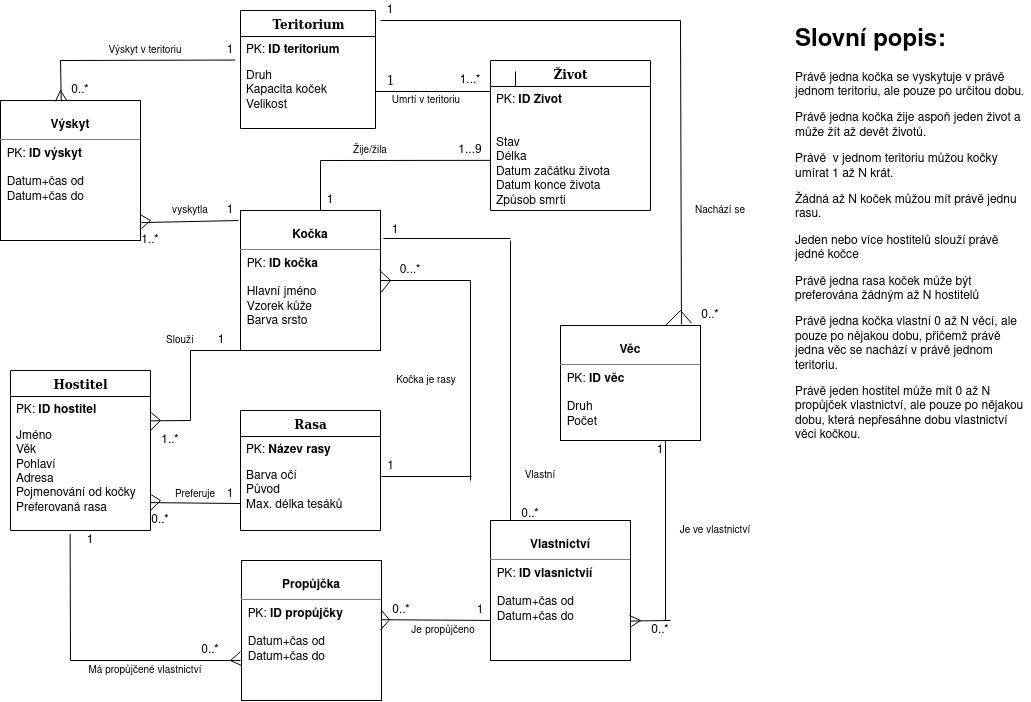 Teritorium
PK: ID teritorium
Druh
Kapacita koček
Velikost
1
Výskyt v teritoriu
1
0..*
1
1...*
Umrtí v teritoriu
Život
PK: ID Zivot
Stav
Délka
Datum začátku života
Datum konce života
Způsob smrti
Výskyt
PK: ID výskyt
Datum+čas od
Datum+čas do
Žije/žila
1...9
1
vyskytla
1
1..*
Kočka
PK: ID kočka
Hlavní jméno
Vzorek kůže
Barva srsto
1
0...*
Nachází se
0..*
Slouží
1
1..*
Kočka je rasy
1
Věc
PK: ID věc
Druh
Počet
1
Hostitel
PK: ID hostitel
Jméno
Věk
Pohlaví
Adresa
Pojmenování od kočky
Preferovaná rasa
Rasa
PK: Název rasy
Barva očí
Původ
Max. délka tesáků
Preferuje
1
0..*
1
Vlastní
0..*
Je ve vlastnictví
0..*
Vlastnictví
PK: ID vlasnictvií
Datum+čas od
Datum+čas do
Propůjčka
PK: ID propůjčky
Datum+čas od
Datum+čas do
0..*
1
Je propůjčeno
0..*
Má propůjčené vlastnictví
Slovní popis:
Právě jedna kočka se vyskytuje v právě
jednom teritoriu, ale pouze po určitou dobu.
Právě jedna kočka žije aspoň jeden život a
může žít až devět životů.
Právě v jednom teritoriu můžou kočky
umírat 1 až N krát.
Žádná až N koček můžou mít právě jednu
rasu.
Jeden nebo více hostitelů slouží právě
jedné kočce
Právě jedna rasa koček může být
preferována žádným až N hostitelů
Právě jedna kočka vlastní 0 až N věcí, ale
pouze po nějakou dobu, přičemž právě
jedna věc se nachází v právě jednom
teritoriu.
Právě jeden hostitel může mít 0 až N
propůjček vlastnictví, ale pouze po nějakou
dobu, která nepřesáhne dobu vlastnictví
věci kočkou.